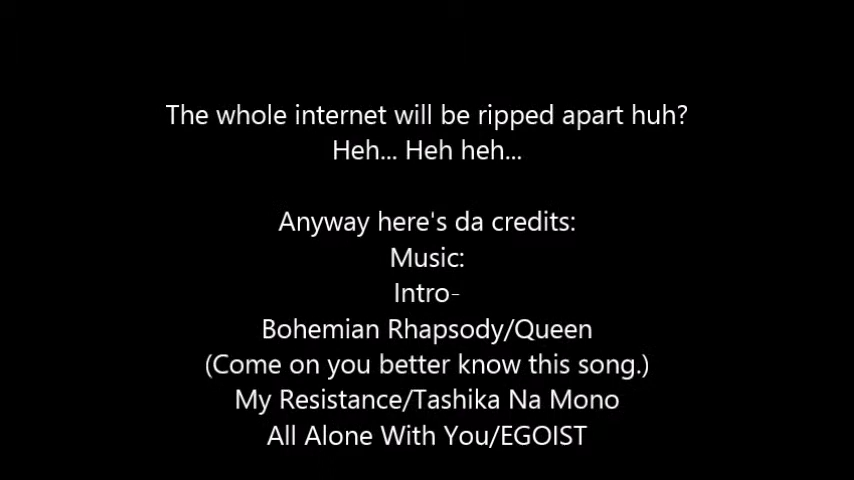 The whole internet will be ripped apart huh?
Heh... Heh heh...
Anyway here's da credits:
Music:
Intro-
Bohemian Rhapsody/Queen
(Come on you better know this song.)
My Resistance/Tashika Na Mono
All Alone With You/EGOIST